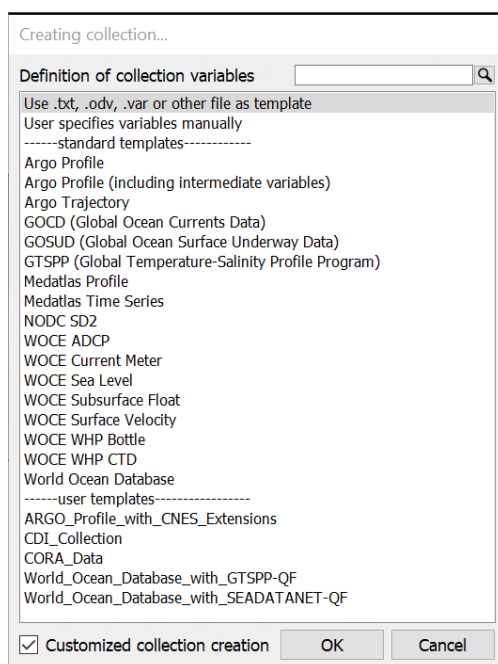 Creating collection...
Definition of collection variables
Use .txt, .odv, .var or other file as template
User specifies variables manually
------standard templates------------
Argo Profile
Argo Profile (including intermediate variables)
Argo Trajectory
GOCD (Global Ocean Currents Data)
GOSUD (Global Ocean Surface Underway Data)
GTSPP (Global Temperature-Salinity Profile Program)
Medatlas Profile
Medatlas Time Series
NODC SD2
WOCE ADCP
WOCE Current Meter
WOCE Sea Level
WOCE Subsurface Float
WOCE Surface Velocity
WOCE WHP Bottle
WOCE WHP CTD
World Ocean Database
------user templates-----------------
ARGO_Profile_with_CNES_Extensions
CDI_Collection
CORA_Data
World_Ocean_Database_with_GTSPP-QF
World_Ocean_Database_with_SEADATANET-QF
Customized collection creation OK Cancel